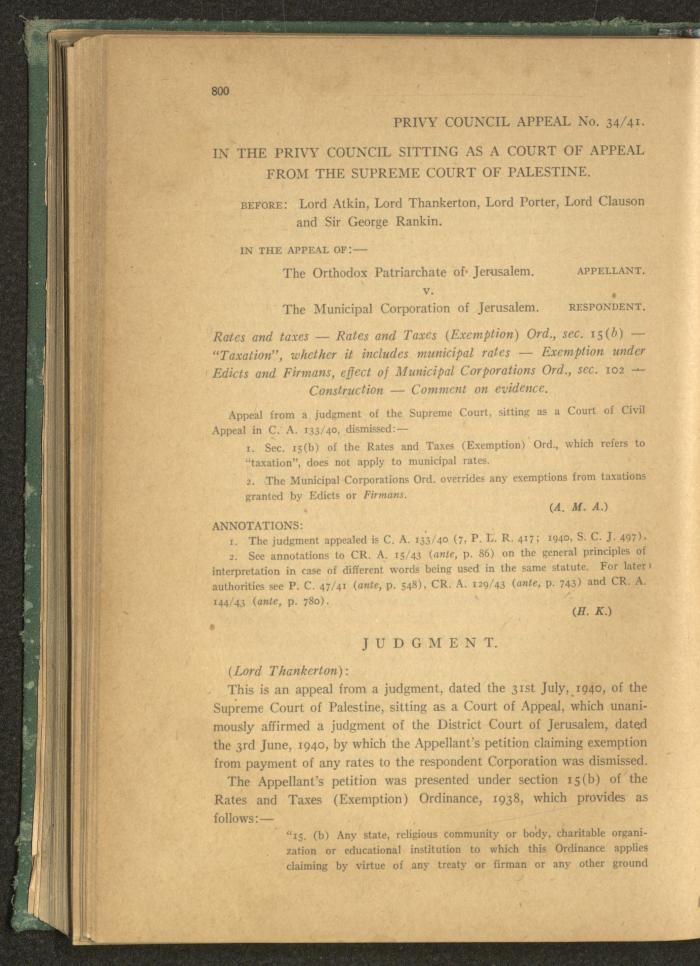 800
PRIVY COUNCIL APPEAL No. 34/41.
IN THE PRIVY COUNCIL SITTING AS A COURT OF APPEAL
FROM THE SUPREME COURT OF PALESTINE.
BEFORE: Lord Atkin, Lord Thankerton, Lord Porter, Lord Clauson
and Sir George Rankin.
IN THE APPEAL OF:—
The Orthodox Patriarchate of Jerusalem. APPELLANT.
v.
The Municipal Corporation of Jerusalem. RESPONDENT.
Rates and taxes — Rates and Taxes (Exemption) Ord., sec. 15(b) —
"Taxation", whether it includes municipal rates — Exemption under
Edicts and Firmans, effect of Municipal Corporations Ord., sec. 102 —
Construction — Comment on evidence.
Appeal from a judgment of the Supreme Court, sitting as a Court of Civil
Appeal in C. A. 133/40, dismissed:—
1. Sec. 15(b) of the Rates and Taxes (Exemption) Ord., which refers to
"taxation", does not apply to municipal rates.
2. The Municipal Corporations Ord. overrides any exemptions from taxations
granted by Edicts or Firmans.
(A. M. A.)
ANNOTATIONS:
1. The judgment appealed is C. A. 133/40 (7, P. L. R. 417; 1940, S. C. J. 497).
2. See annotations to CR. A. 15/43 (ante, p. 86) on the general principles of
interpretation in case of different words being used in the same statute. For later
authorities see P. C. 47/41 (ante, p. 548), CR. A. 129/43 (ante, p. 743) and CR. A.
144/43 (ante, p. 780).
(H. K.)
JUDGMENT.
(Lord Thankerton):
This is an appeal from a judgment, dated the 31st July, 1940, of the
Supreme Court of Palestine, sitting as a Court of Appeal, which unani-
mously affirmed a judgment of the District Court of Jerusalem, dated
the 3rd June, 1940, by which the Appellant's petition claiming exemption
from payment of any rates to the respondent Corporation was dismissed.
The Appellant's petition was presented under section 15(b) of the
Rates and Taxes (Exemption) Ordinance, 1938, which provides as
follows:—
"15. (b) Any state, religious community or body, charitable organi-
zation or educational institution to which this Ordinance applies
claiming by virtue of any treaty or firman or any other ground